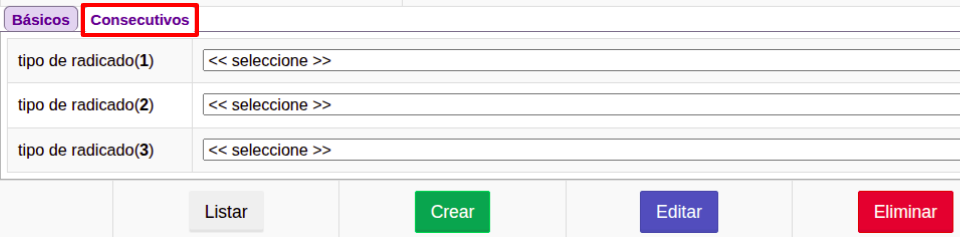 Básicos Consecutivos
tipo de radicado(1) << seleccione >>
tipo de radicado(2) << seleccione >>
tipo de radicado(3) << seleccione >>
Listar Crear Editar Eliminar